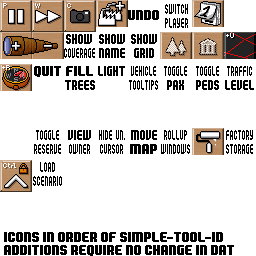 P W C UNDO SWITCH PLAYER
+ SHOW COVERAGE SHOW NAME SHOW GRID +U
+R QUIT FILL TREES LIGHT VEHICLE TOOLTIPS TOGGLE PAX TOGGLE PEDS TRAFFIC LEVEL
TOGGLE RESERVE VIEW OWNER HIDE UN. CURSOR MOVE MAP ROLLUP WINDOWS FACTORY STORAGE
Ctrl LOAD SCENARIO
ICONS IN ORDER OF SIMPLE-TOOL-ID
ADDITIONS REQUIRE NO CHANGE IN DAT